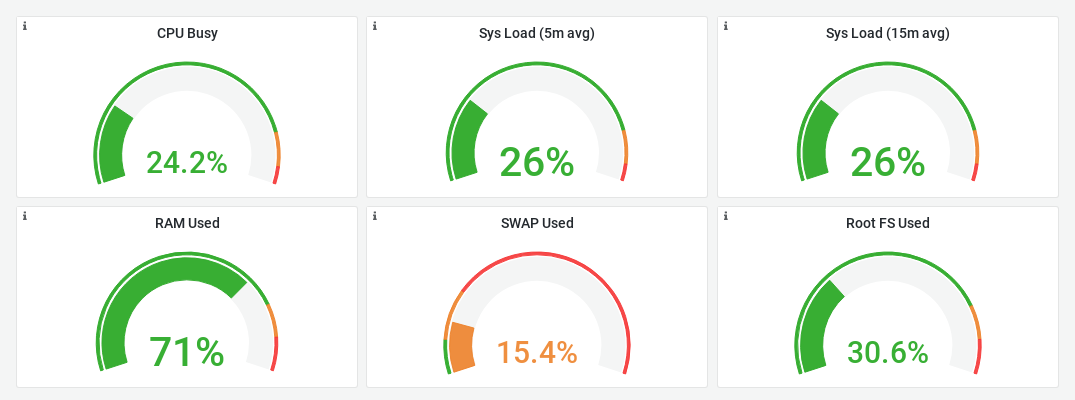 CPU Busy
24.2%
Sys Load (5m avg)
26%
Sys Load (15m avg)
26%
RAM Used
71%
SWAP Used
15.4%
Root FS Used
30.6%